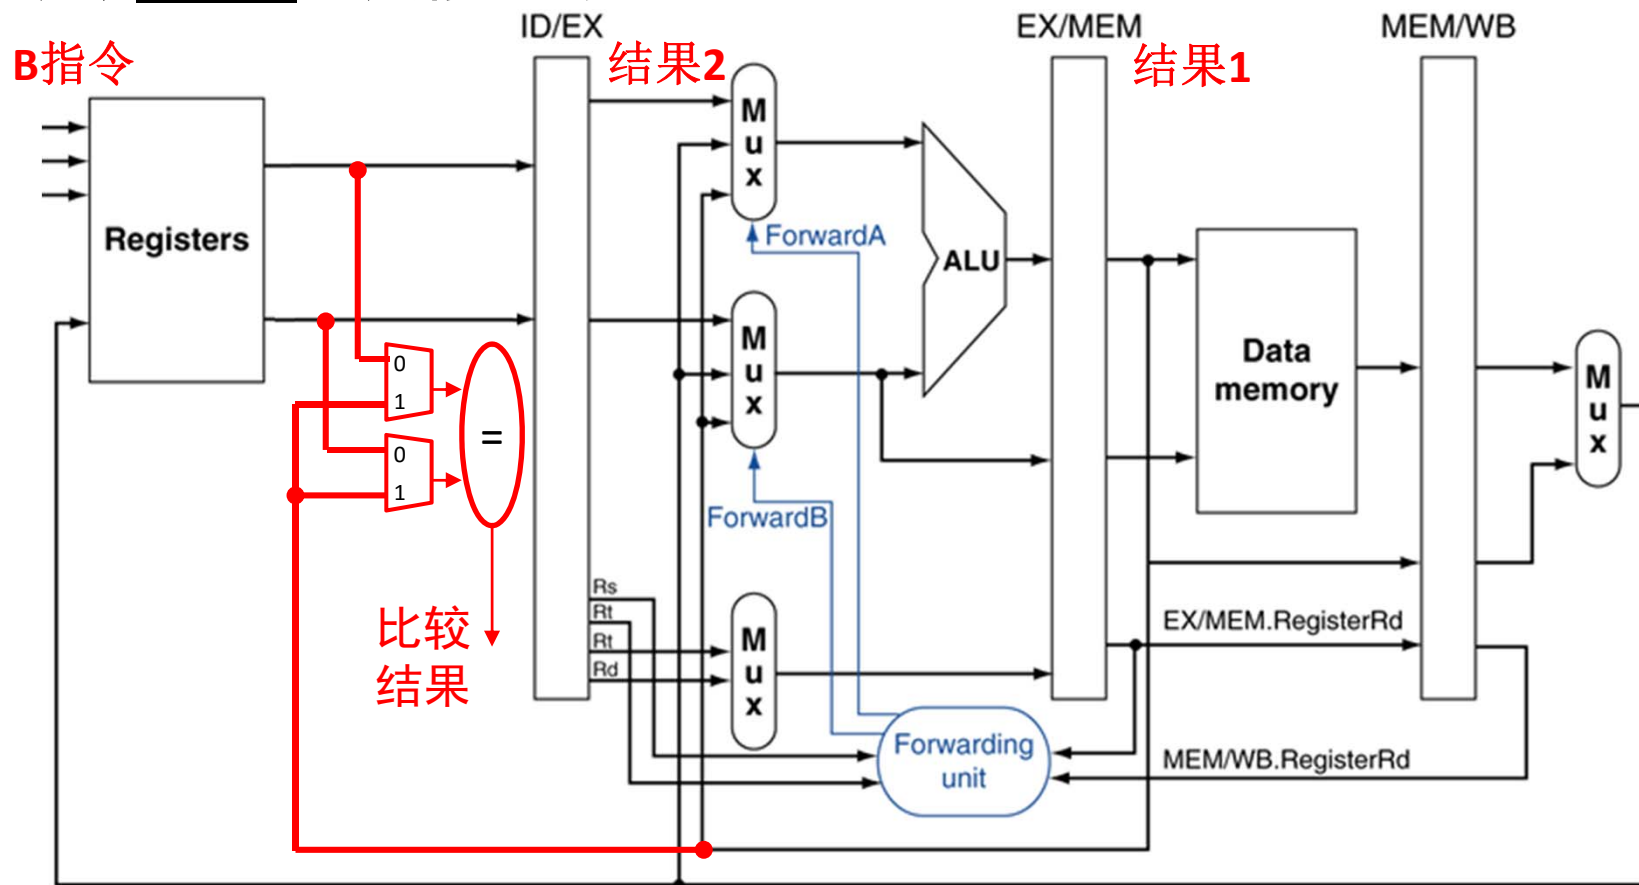 ID/EX
EX/MEM
MEM/WB
B指令
结果2
结果1
M
u
x
Registers
ForwardA
ALU
M
u
x
Data
memory
M
u
x
0
1
=
0
1
ForwardB
比较
结果
Rs
Rt
Rt
Rd
M
u
x
EX/MEM.RegisterRd
Forwarding
unit
MEM/WB.RegisterRd